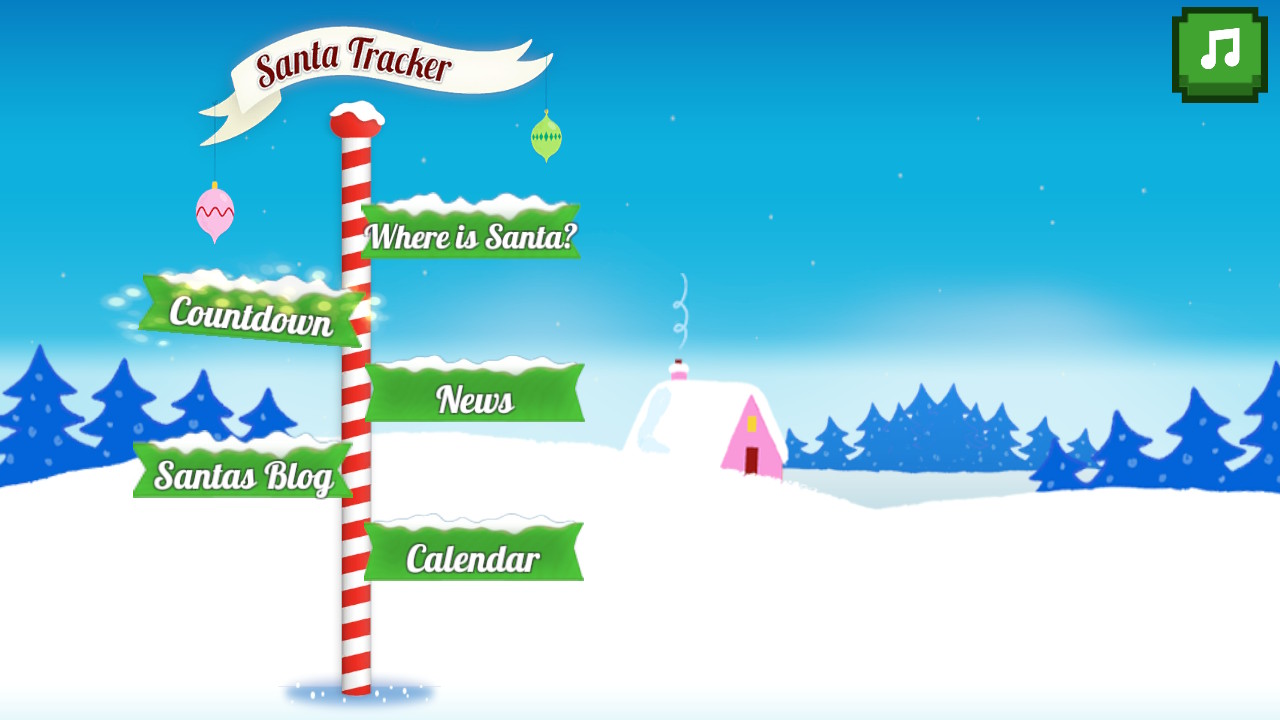 Santa Tracker
Where is Santa?
Countdown
News
Santas Blog
Calendar